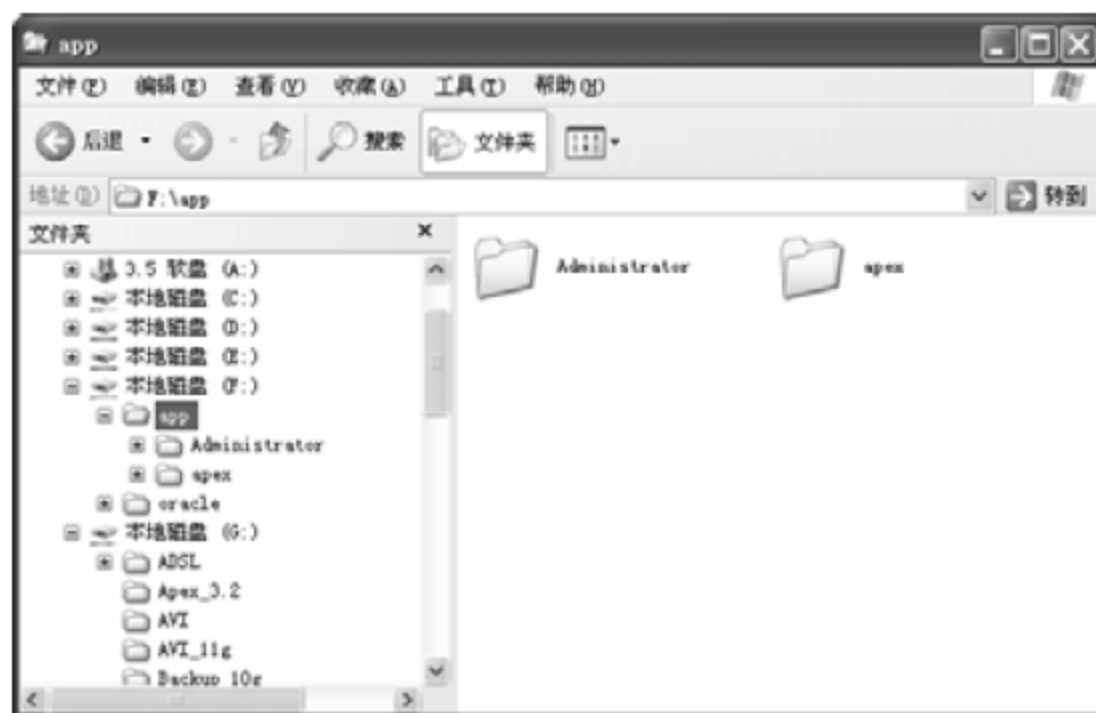 app
文件(F) 编辑(E) 查看(V) 收藏(A) 工具(T) 帮助(H)
后退 搜索 文件夹
地址(D) F:\app 转到
文件夹
Administrator apex
3.5 软盘 (A:)
本地磁盘 (C:)
本地磁盘 (D:)
本地磁盘 (E:)
本地磁盘 (F:)
app
Administrator
apex
oracle
本地磁盘 (G:)
ADSL
Apex_3.2
AVI
AVI_11g
Backup 10g